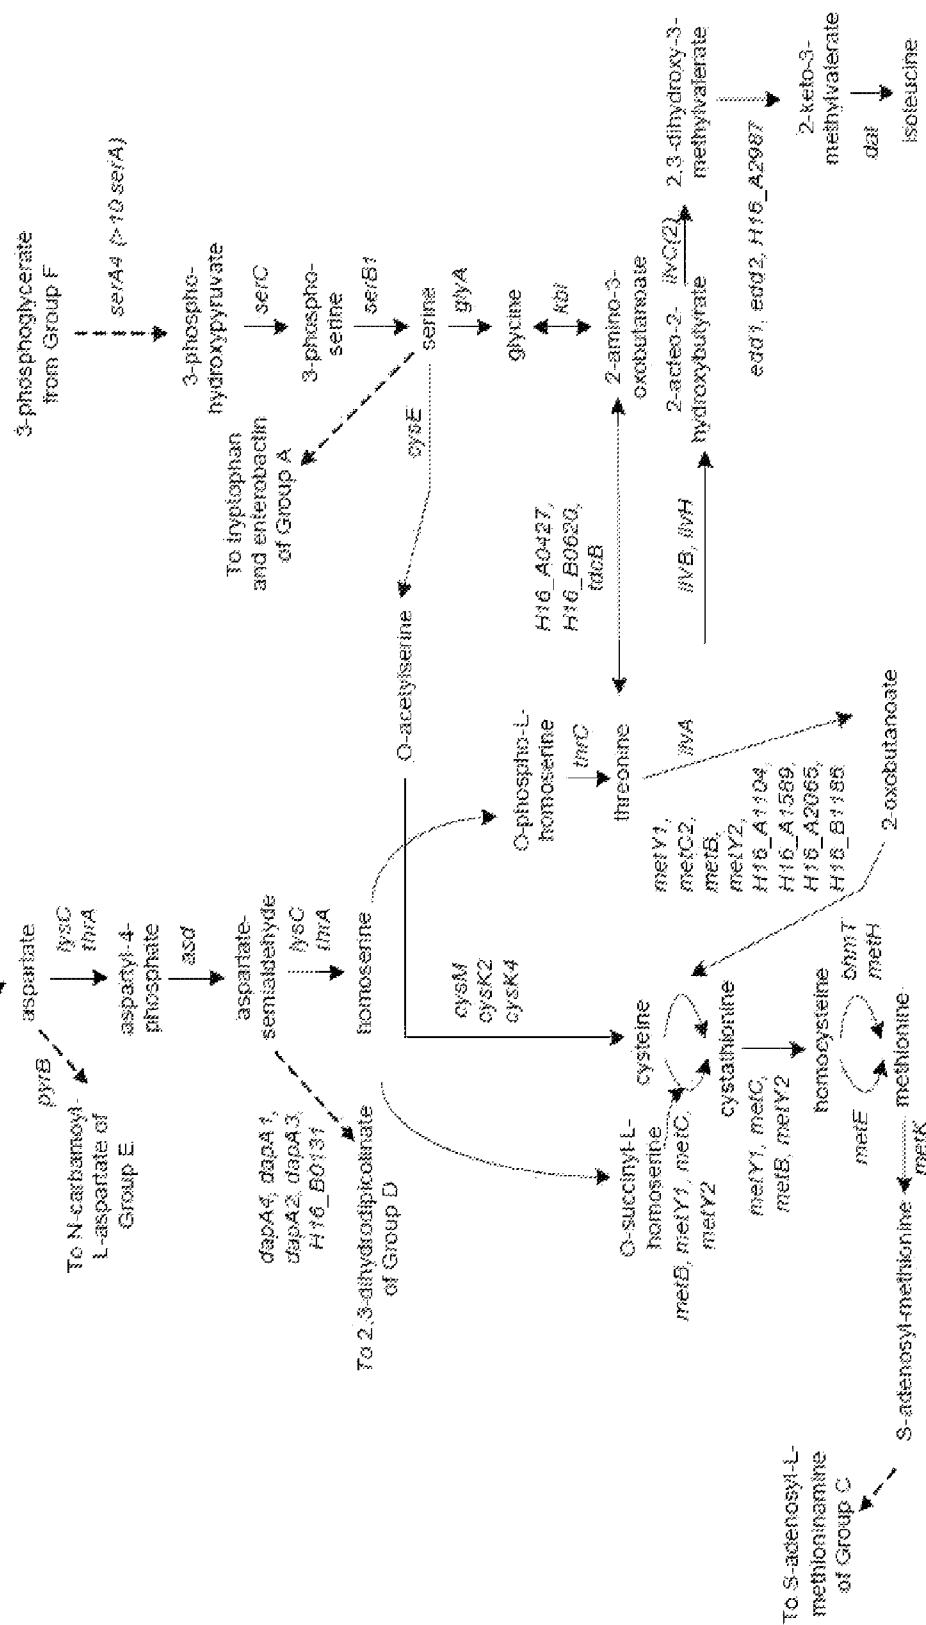 3-phosphoglycerate
from Group F
serA4 (>10 serA)
3-phospho-
hydroxypyruvate
serC
3-phospho-
serine
serB1
serine
glyA
glycine
kbl
2-amino-3-
oxobutanoate
To tryptophan
and enterobactin
of Group A
cysE
O-acetylserine
H16_A0427,
H16_B0620,
tdcB
2-aceto-2-
hydroxybutyrate
ilvC(2)
2,3-dihydroxy-3-
methylvalerate
edd1, edd2, H16_A2987
2-keto-3-
methylvalerate
dat
isoleucine
ilvB, ilvH
aspartate
lysC
thrA
aspartyl-4-
phosphate
asd
aspartate-
semialdehyde
lysC
thrA
homoserine
pyrB
To N-carbamoyl-
L-aspartate of
Group E
dapA4, dapA1,
dapA2, dapA3,
H16_B0131
To 2,3-dihydrodipicolinate
of Group D
O-phospho-L-
homoserine
thrC
threonine
ilvA
2-oxobutanoate
metY1,
metC2,
metB,
metY2,
H16_A1104,
H16_A1589,
H16_A2065,
H16_B1186
cysM
cysK2
cysK4
cysteine
O-succinyl-L-
homoserine
metB, metY1, metC,
metY2
cystathionine
metY1, metC,
metB, metY2
homocysteine
ohmT
metH
metE
methionine
metK
S-adenosyl-methionine
To S-adenosyl-L-
methioninamine
of Group C